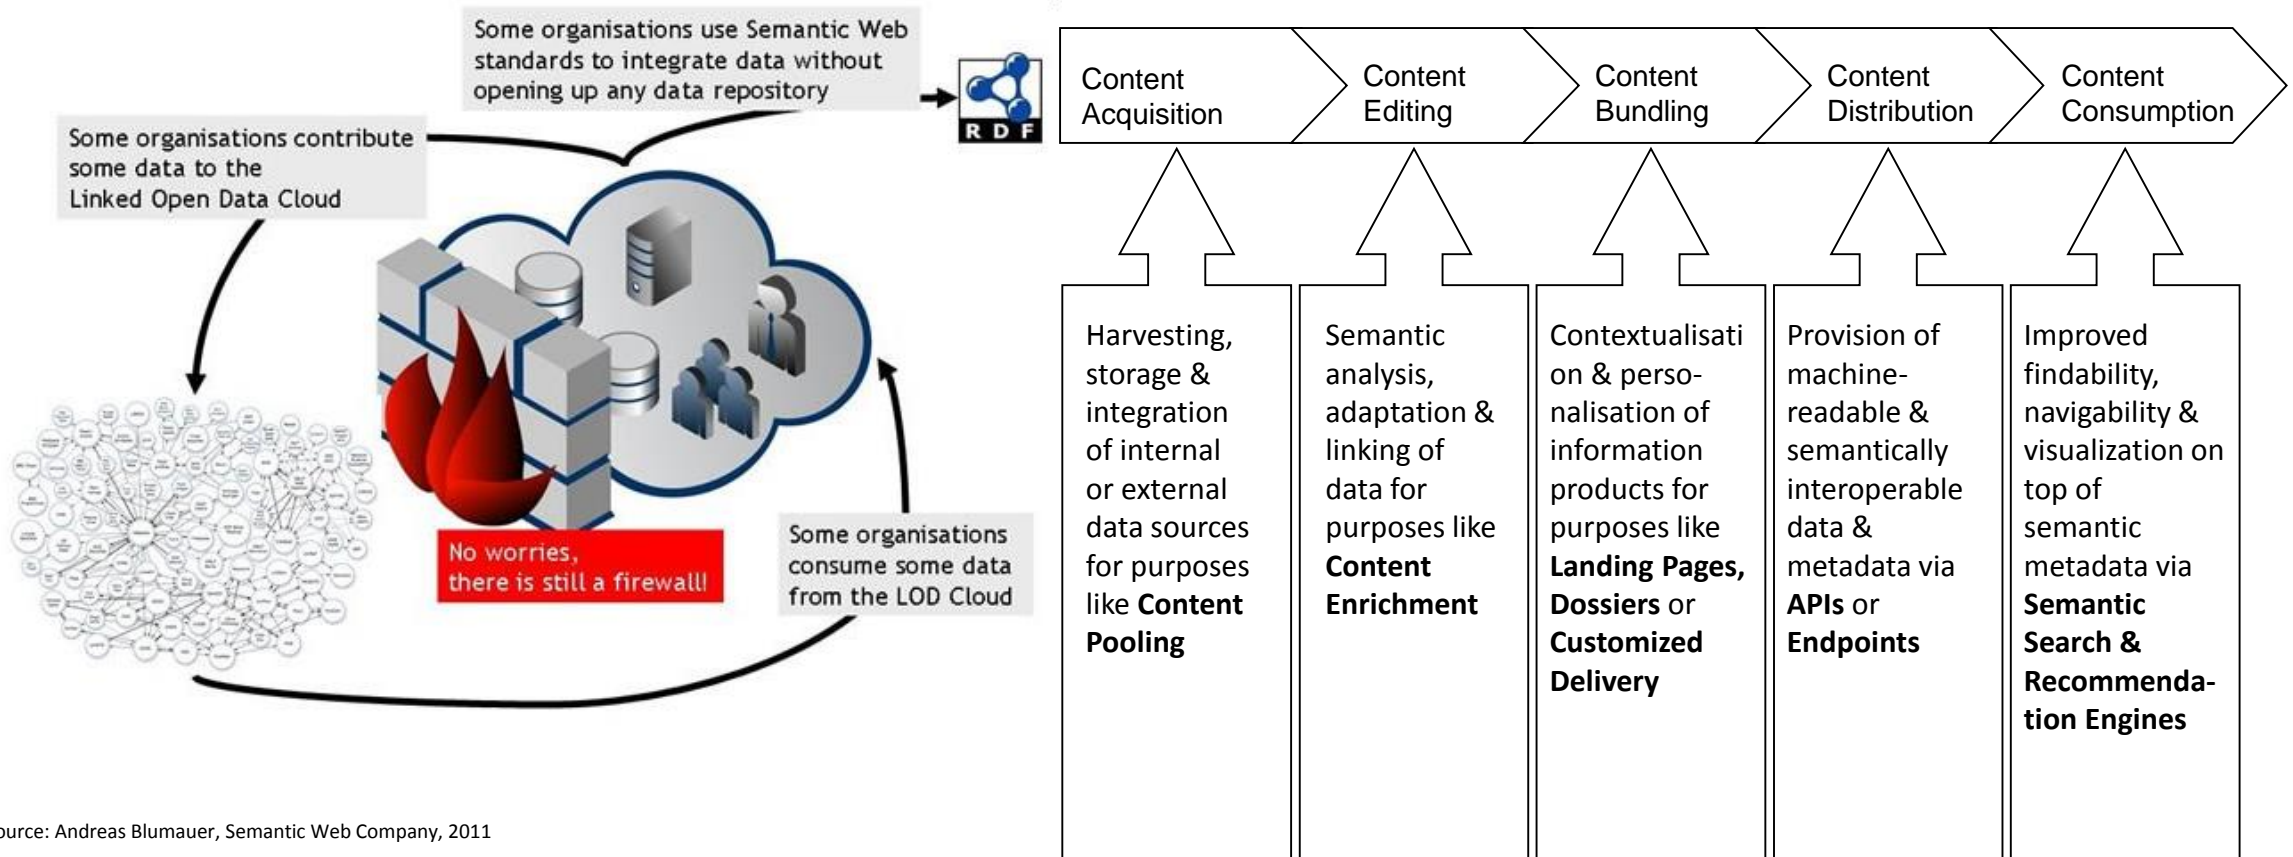 Some organisations use Semantic Web
standards to integrate data without
opening up any data repository
RDF
Some organisations contribute
some data to the
Linked Open Data Cloud
No worries,
there is still a firewall!
Some organisations
consume some data
from the LOD Cloud
ource: Andreas Blumauer, Semantic Web Company, 2011
Content
Acquisition
Content
Editing
Content
Bundling
Content
Distribution
Content
Consumption
Harvesting,
storage &
integration
of internal
or external
data sources
for purposes
like Content
Pooling
Semantic
analysis,
adaptation &
linking of
data for
purposes like
Content
Enrichment
Contextualisati
on & perso-
nalisation of
information
products for
purposes like
Landing Pages,
Dossiers or
Customized
Delivery
Provision of
machine-
readable &
semantically
interoperable
data &
metadata via
APIs or
Endpoints
Improved
findability,
navigability &
visualization on
top of
semantic
metadata via
Semantic
Search &
Recommenda-
tion Engines